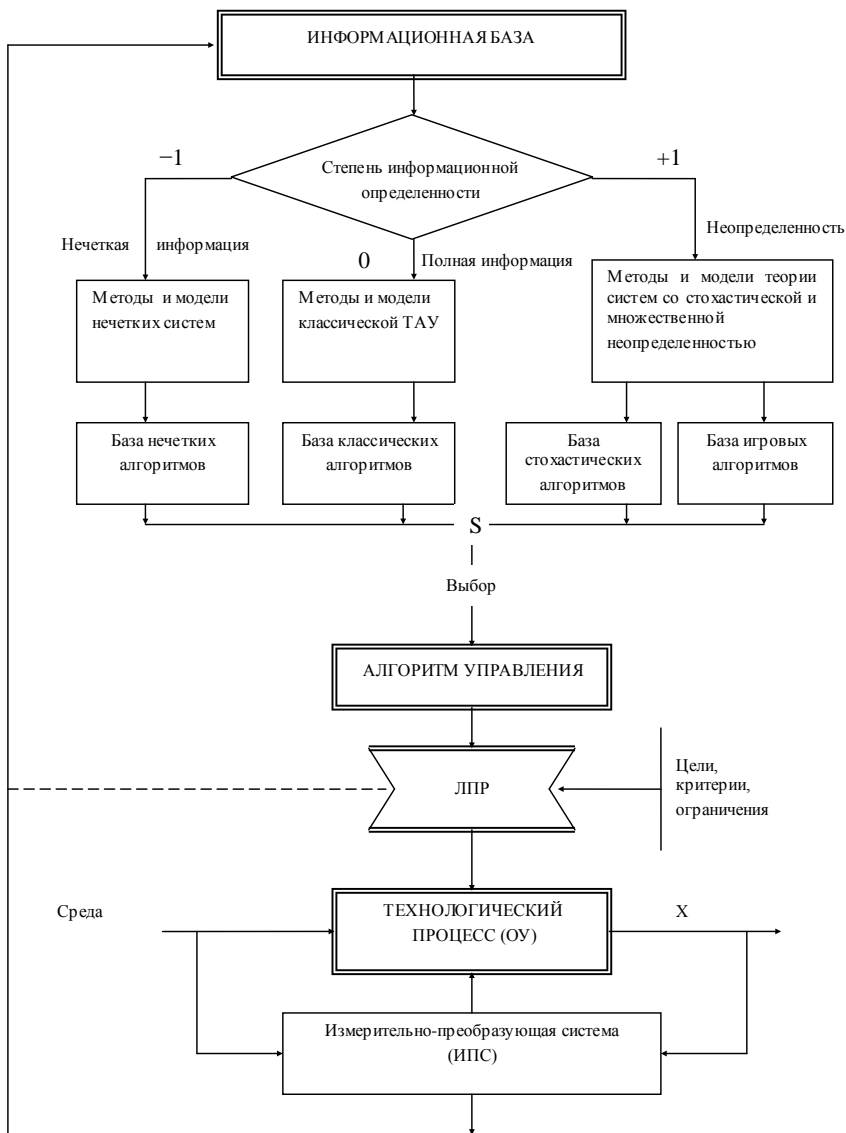 ИНФОРМАЦИОННАЯ БАЗА
−1
+1
Степень информационной
определенности
Нечеткая информация
0
Полная информация
Неопределенность
Методы и модели
нечетких систем
Методы и модели
классической ТАУ
Методы и модели теории
систем со стохастической и
множественной
неопределенностью
База нечетких
алгоритмов
База классических
алгоритмов
База
стохастических
алгоритмов
База игровых
алгоритмов
S
Выбор
АЛГОРИТМ УПРАВЛЕНИЯ
ЛПР
Цели,
критерии,
ограничения
Среда
ТЕХНОЛОГИЧЕСКИЙ
ПРОЦЕСС (ОУ)
X
Измерительно-преобразующая система
(ИПС)